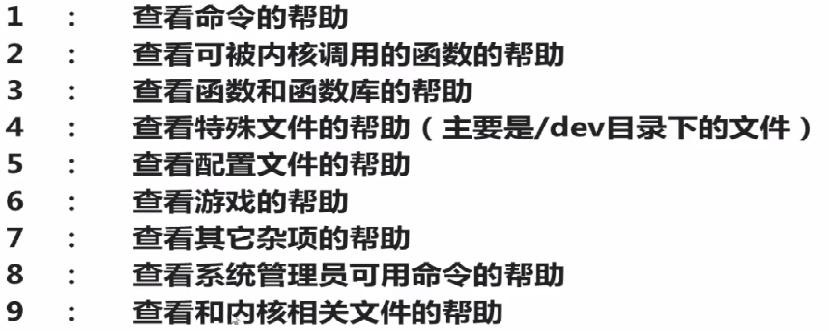 1 : 查看命令的帮助
2 : 查看可被内核调用的函数的帮助
3 : 查看函数和函数库的帮助
4 : 查看特殊文件的帮助（主要是/dev目录下的文件）
5 : 查看配置文件的帮助
6 : 查看游戏的帮助
7 : 查看其它杂项的帮助
8 : 查看系统管理员可用命令的帮助
9 : 查看和内核相关文件的帮助